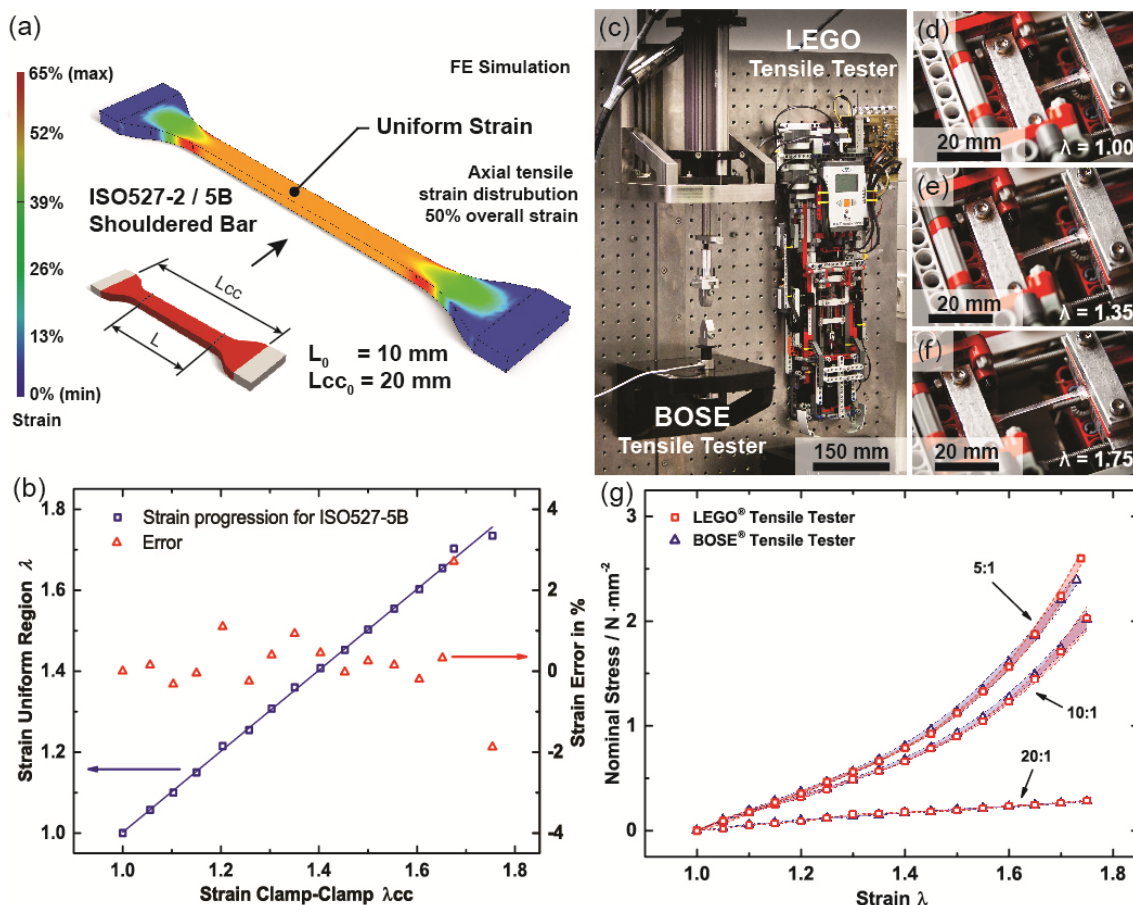 (a)
65% (max)
52%
39%
26%
13%
0% (min)
Strain
FE Simulation
Uniform Strain
Axial tensile
strain distrubution
50% overall strain
ISO527-2 / 5B
Shouldered Bar
Lcc
L
L0 = 10 mm
Lcc0 = 20 mm
(c)
LEGO
Tensile Tester
BOSE
Tensile Tester
150 mm
(d)
20 mm
λ = 1.00
(e)
20 mm
λ = 1.35
(f)
20 mm
λ = 1.75
(b)
Strain progression for ISO527-5B
Error
Strain Uniform Region λ
1.8
1.6
1.4
1.2
1.0
4
2
0
-2
-4
Strain Error in %
1.0 1.2 1.4 1.6 1.8
Strain Clamp-Clamp λcc
(g)
LEGO® Tensile Tester
BOSE® Tensile Tester
5:1
10:1
20:1
Nominal Stress / N ·mm-2
3
2
1
0
1.0 1.2 1.4 1.6 1.8
Strain λ